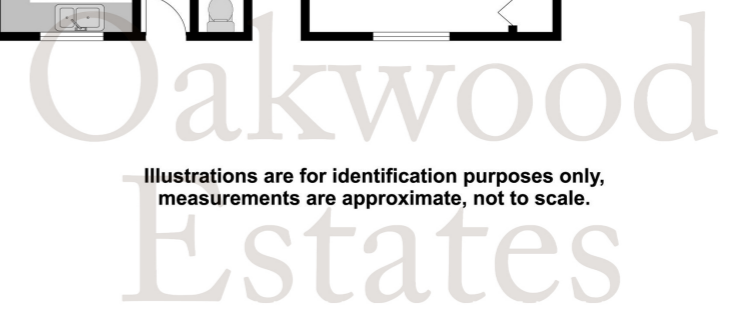 Oakwood
Illustrations are for identification purposes only,
measurements are approximate, not to scale.
Estates